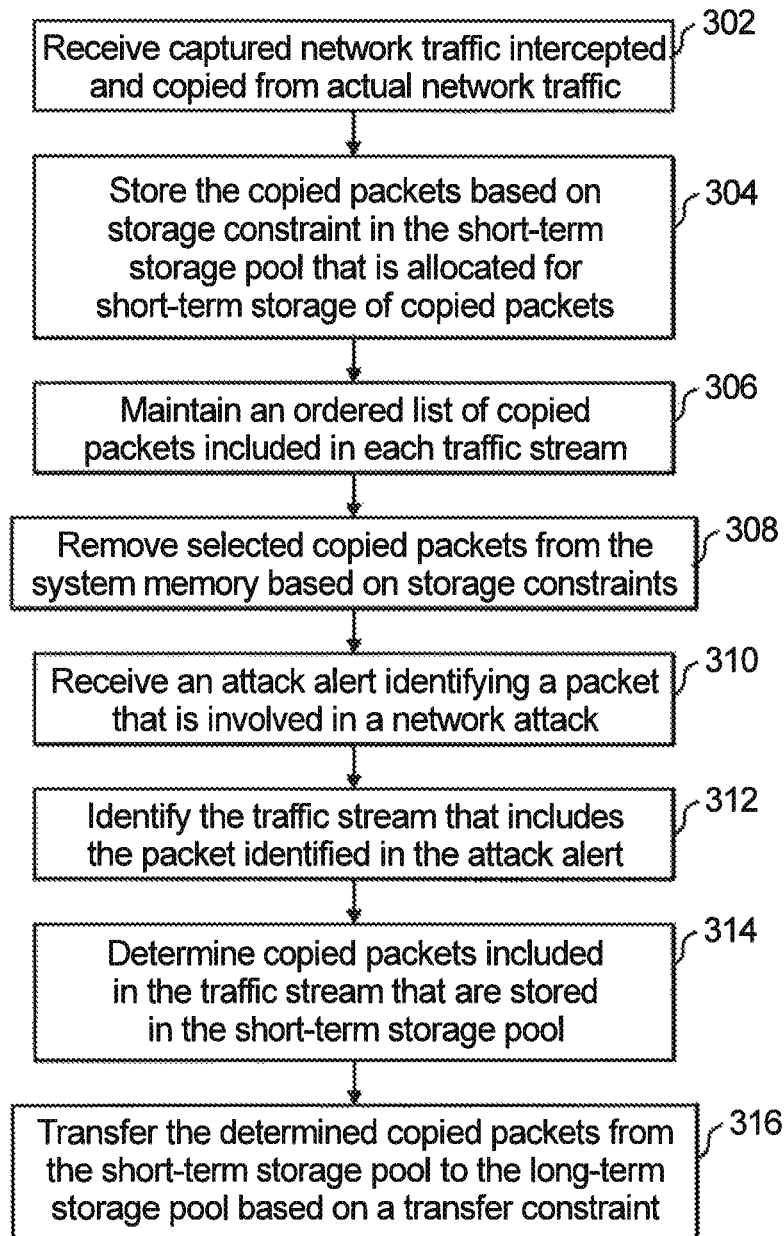 302
Receive captured network traffic intercepted
and copied from actual network traffic
304
Store the copied packets based on
storage constraint in the short-term
storage pool that is allocated for
short-term storage of copied packets
306
Maintain an ordered list of copied
packets included in each traffic stream
308
Remove selected copied packets from the
system memory based on storage constraints
310
Receive an attack alert identifying a packet
that is involved in a network attack
312
Identify the traffic stream that includes
the packet identified in the attack alert
314
Determine copied packets included
in the traffic stream that are stored
in the short-term storage pool
316
Transfer the determined copied packets from
the short-term storage pool to the long-term
storage pool based on a transfer constraint